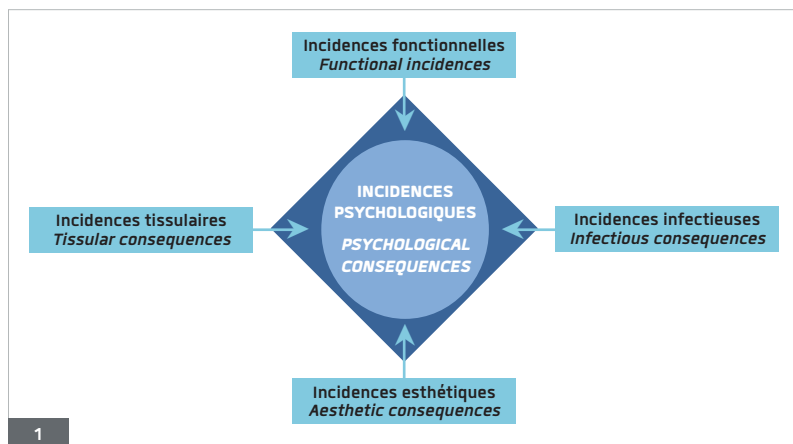 Incidences fonctionnelles
Functional incidences
INCIDENCES
PSYCHOLOGIQUES
PSYCHOLOGICAL
CONSEQUENCES
Incidences tissulaires
Tissular consequences
Incidences infectieuses
Infectious consequences
Incidences esthétiques
Aesthetic consequences
1